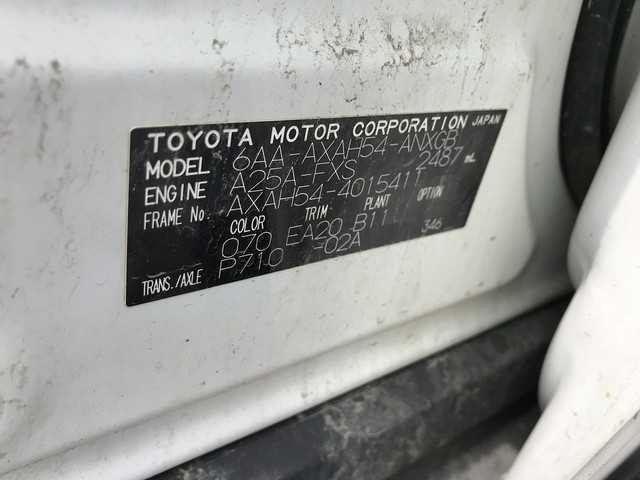 TOYOTA MOTOR CORPORATION JAPAN
MODEL 6AA-AXAH54-ANXGB
ENGINE A25A-FXS 2487 mL
FRAME No. AXAH54-4015411
COLOR TRIM PLANT OPTION
070 EA20 B11 346
TRANS./AXLE P710 -02A